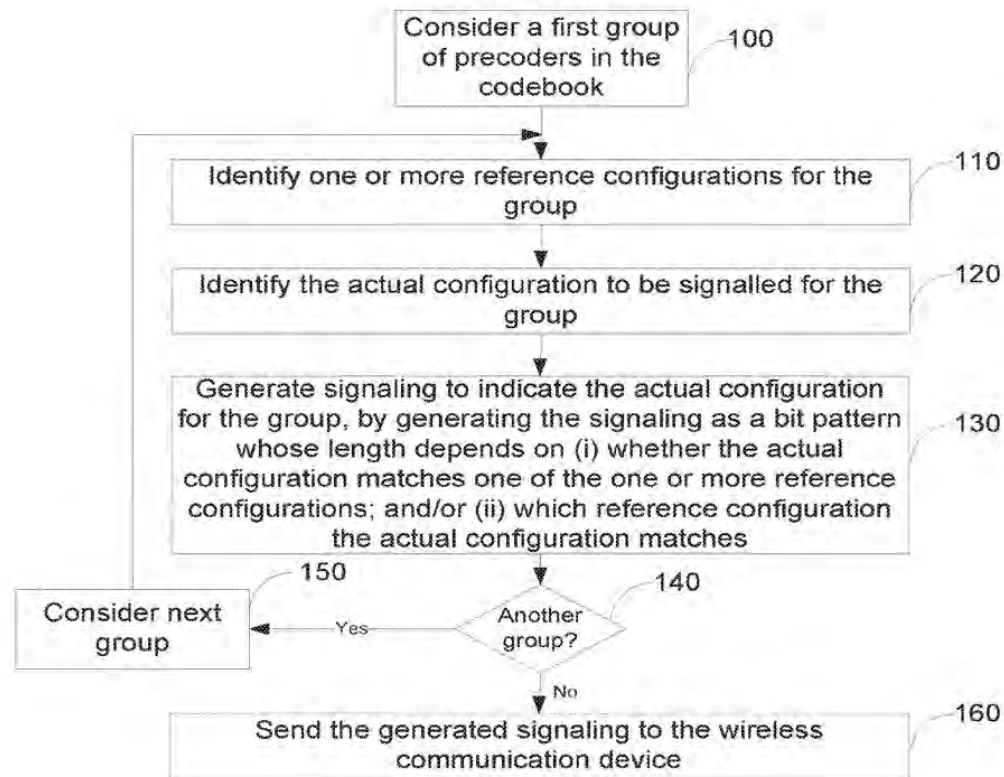 Consider a first group
of precoders in the
codebook
100
Identify one or more reference configurations for the
group
110
Identify the actual configuration to be signalled for the
group
120
Generate signaling to indicate the actual configuration
for the group, by generating the signaling as a bit pattern
whose length depends on (i) whether the actual
configuration matches one of the one or more reference
configurations; and/or (ii) which reference configuration
the actual configuration matches
130
150
Consider next
group
Yes
Another
group?
140
No
Send the generated signaling to the wireless
communication device
160